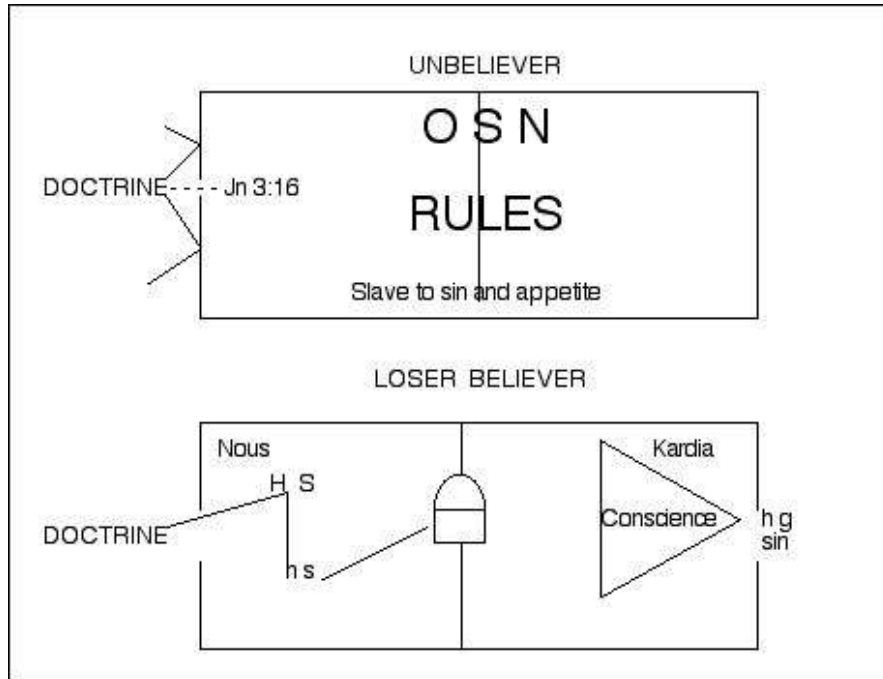 UNBELIEVER
O S N
DOCTRINE
Jn 3:16
RULES
Slave to sin and appetite
LOSER BELIEVER
Nous
Kardia
H S
DOCTRINE
Conscience
h g
sin
h s